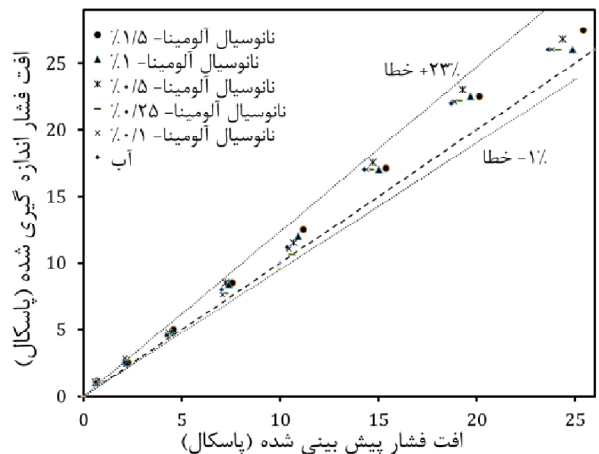 نانوسیال آلومینا- ۱/۵٪
نانوسیال آلومینا- ۱٪
نانوسیال آلومینا- ۰/۵٪
نانوسیال آلومینا- ۰/۲۵٪
نانوسیال آلومینا- ۰/۱٪
آب
۲۳٪+ خطا
۱٪− خطا
افت فشار اندازه گیری شده (پاسکال)
25
20
15
10
5
0
0
5
10
15
20
25
افت فشار پیش بینی شده (پاسکال)